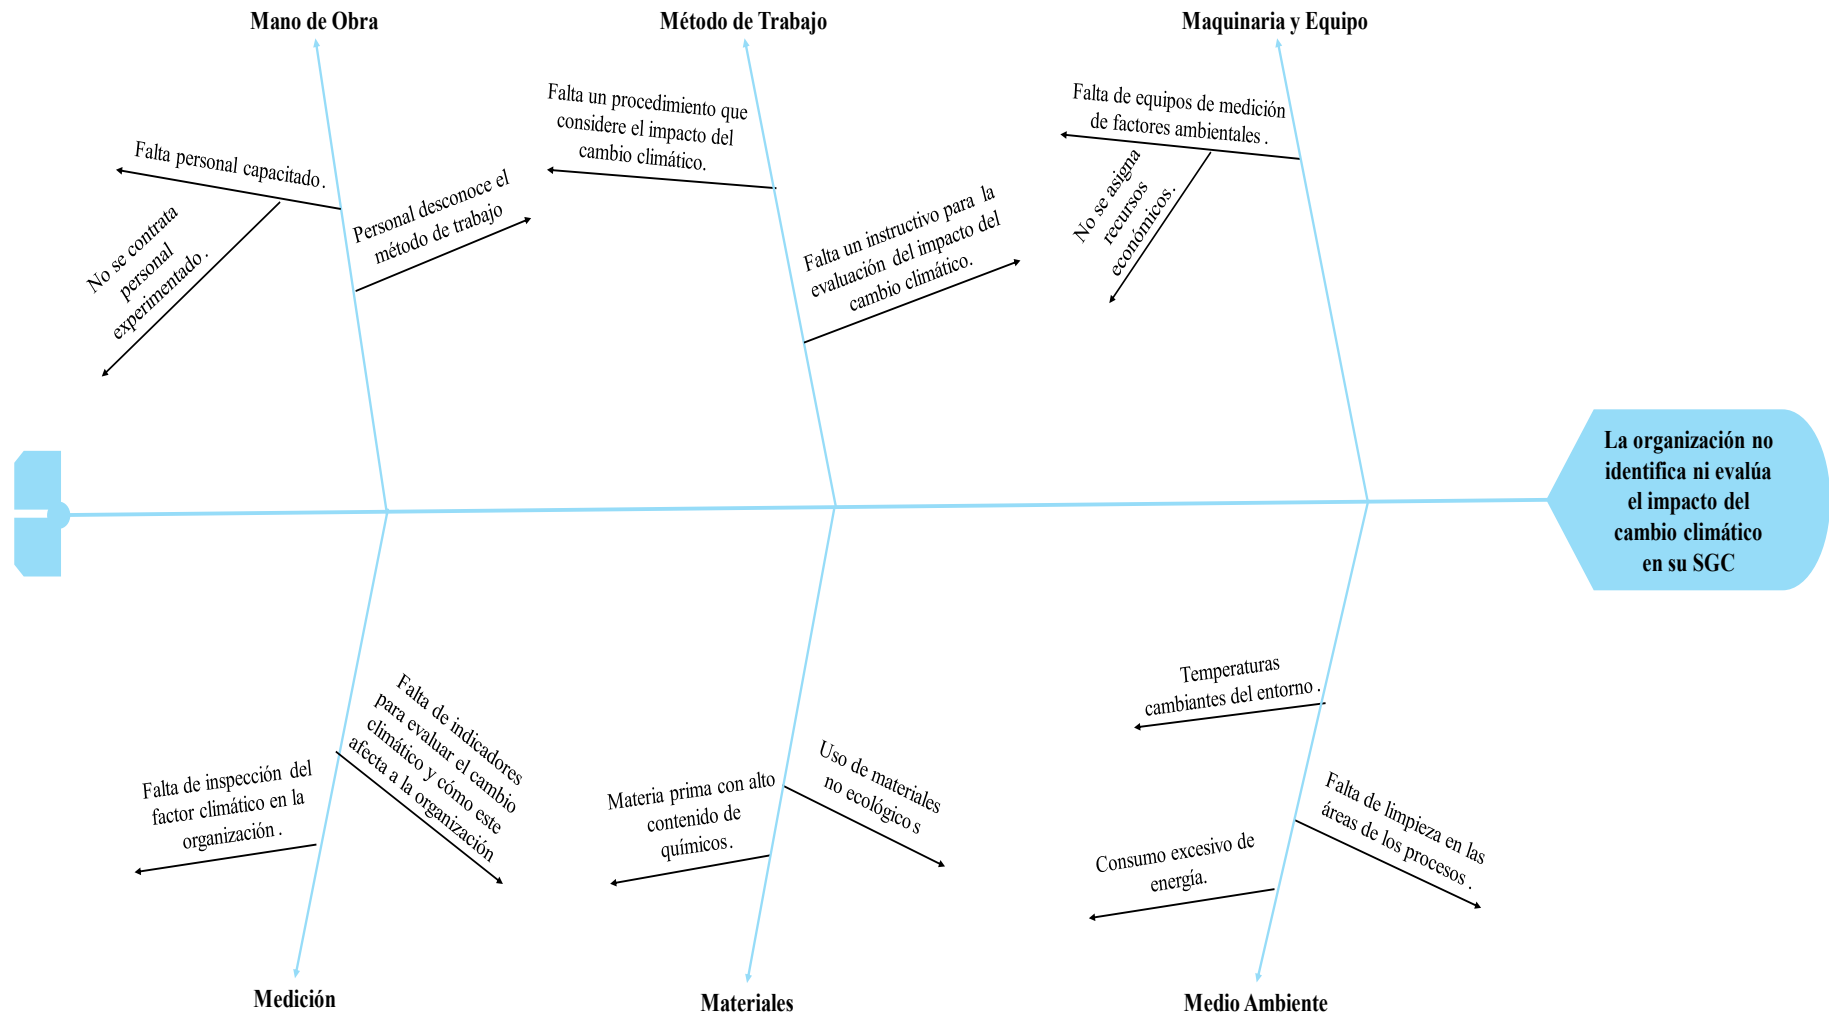 Mano de Obra
Método de Trabajo
Maquinaria y Equipo
Falta personal capacitado .
No se contrata
personal
experimentado .
Personal desconoce el
método de trabajo
Falta un procedimiento que
considere el impacto del
cambio climático.
Falta un instructivo para la
evaluación del impacto del
cambio climático.
Falta de equipos de medición
de factores ambientales .
No se asigna
recursos
económicos .
La organización no
identifica ni evalúa
el impacto del
cambio climático
en su SGC
Falta de inspección del
factor climático en la
organización .
Falta de indicadores
para evaluar el cambio
climático y cómo este
afecta a la organización
Materia prima con alto
contenido de
químicos.
Uso de materiales
no ecológico s
Temperaturas
cambiantes del entorno .
Consumo excesivo de
energía.
Falta de limpieza en las
áreas de los procesos .
Medición
Materiales
Medio Ambiente